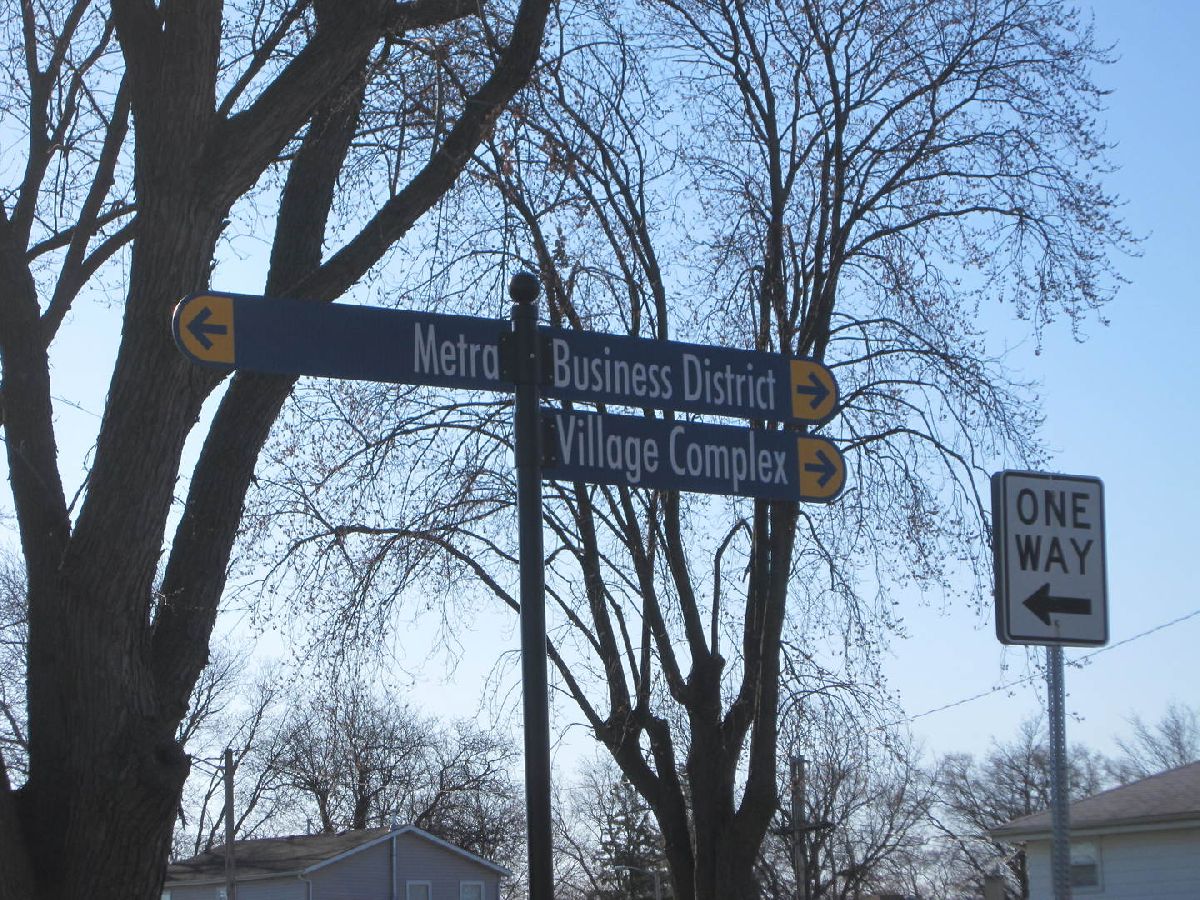 Metra
Business District
Village Complex
ONE
WAY